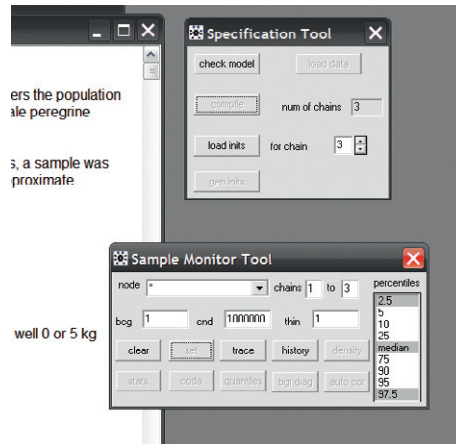 ers the population
ale peregrine
s, a sample was
proximate
well 0 or 5 kg
Specification Tool
check model load data
compile num of chains 3
load inits for chain 3
gen inits
Sample Monitor Tool
node * chains 1 to 3 percentiles
beg 1 end 1000000 thin 1
2.5
5
10
25
median
75
90
95
97.5
clear set trace history density
stats coda quantiles bgr diag auto cor